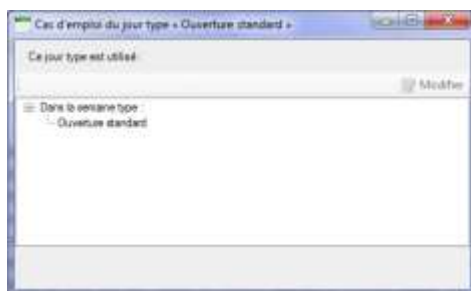 Cas d'emploi du jour type « Ouverture standard »
Ce jour type est utilisé :
Modifier
Dans la semaine type
Ouverture standard